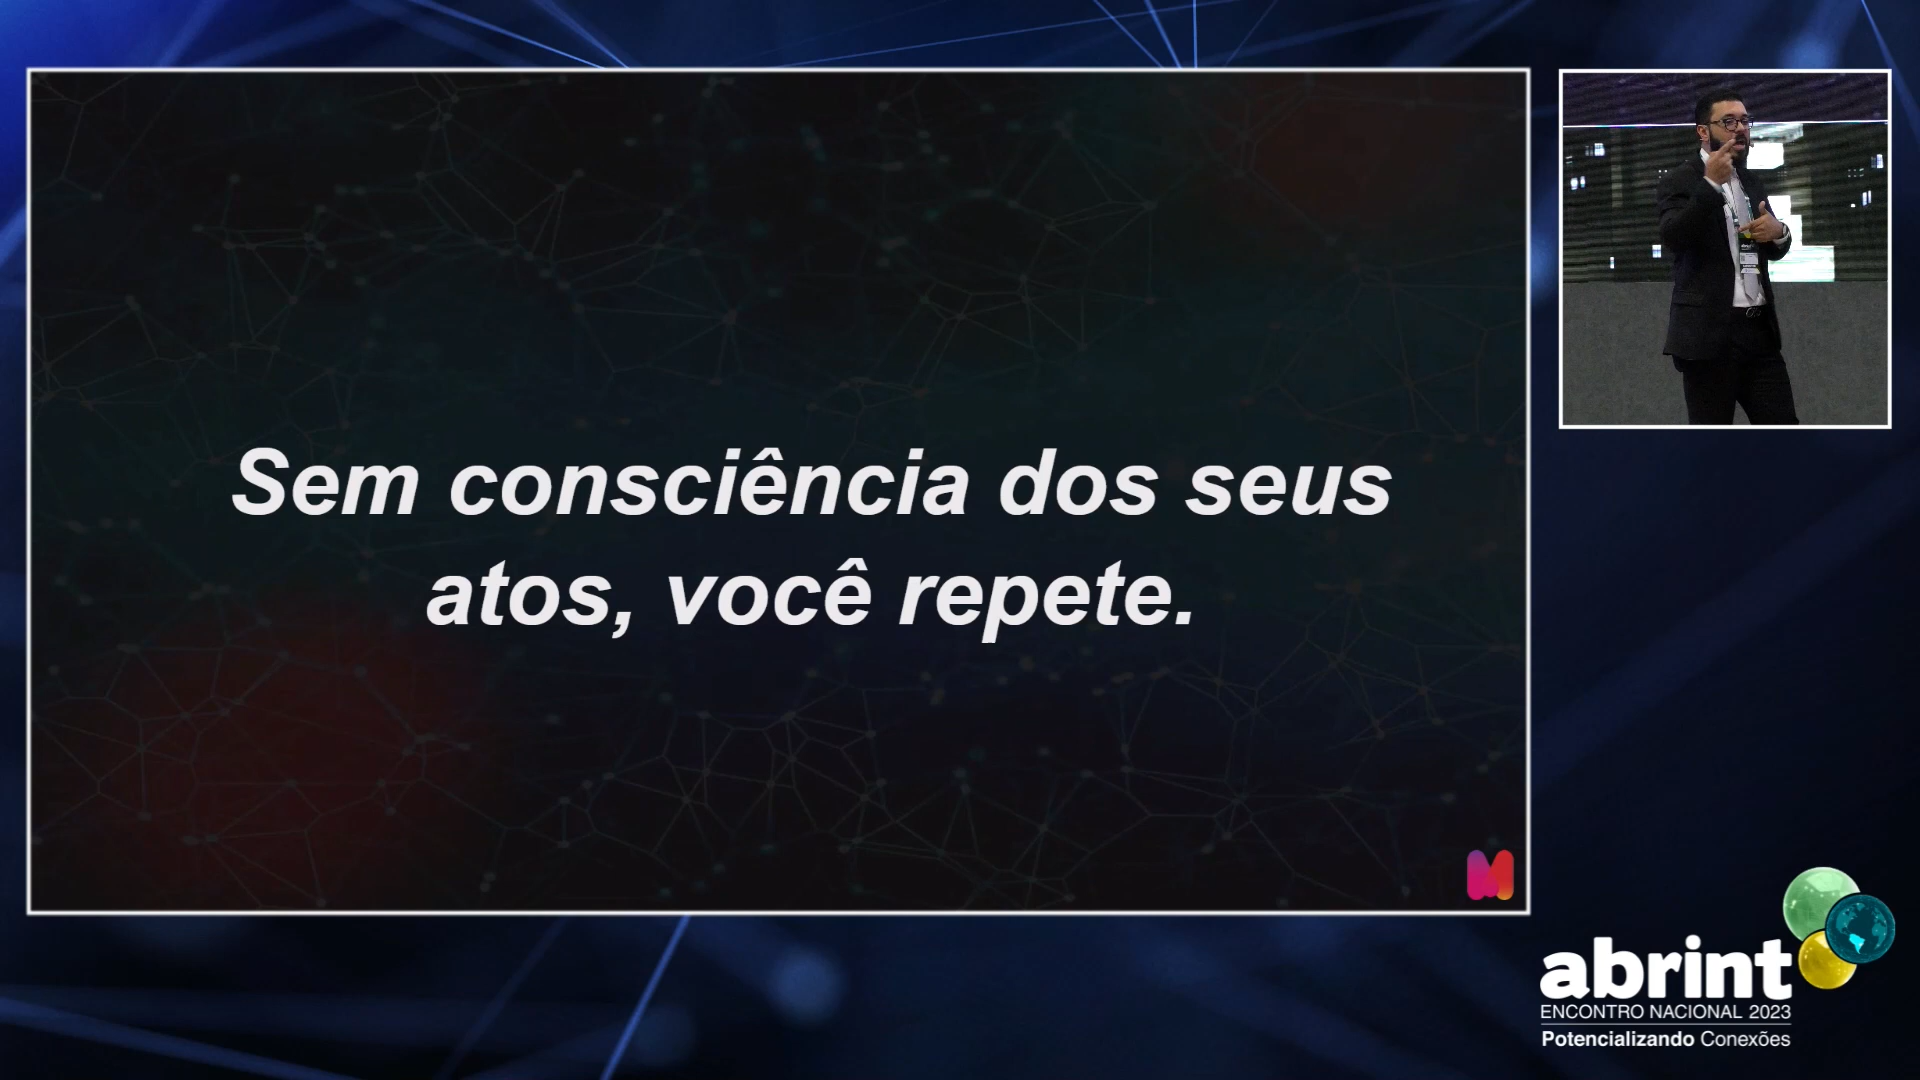 Sem consciência dos seus
atos, você repete.
abrint
ENCONTRO NACIONAL 2023
Potencializando Conexões